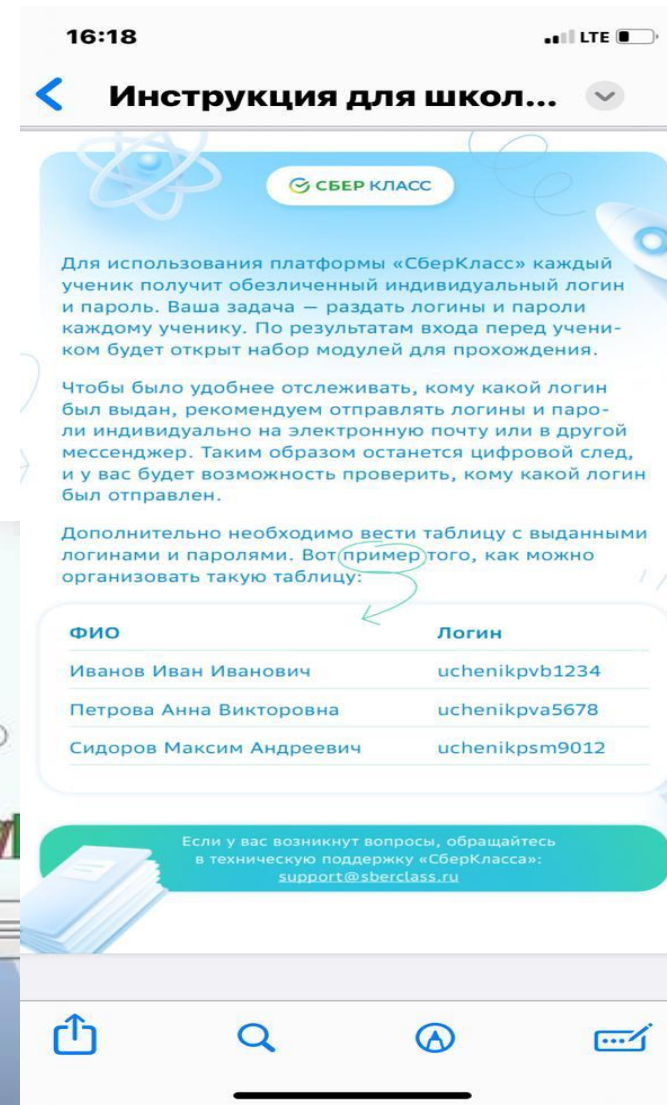 16:18
LTE
Инструкция для школ...
СБЕР КЛАСС
Для использования платформы «СберКласс» каждый
ученик получит обезличенный индивидуальный логин
и пароль. Ваша задача — раздать логины и пароли
каждому ученику. По результатам входа перед учени-
ком будет открыт набор модулей для прохождения.
Чтобы было удобнее отслеживать, кому какой логин
был выдан, рекомендуем отправлять логины и паро-
ли индивидуально на электронную почту или в другой
мессенджер. Таким образом останется цифровой след,
и у вас будет возможность проверить, кому какой логин
был отправлен.
Дополнительно необходимо вести таблицу с выданными
логинами и паролями. Вот пример того, как можно
организовать такую таблицу:
ФИО Логин
Иванов Иван Иванович uchenikpvb1234
Петрова Анна Викторовна uchenikpva5678
Сидоров Максим Андреевич uchenikpsm9012
Если у вас возникнут вопросы, обращайтесь
в техническую поддержку «СберКласса»:
support@sberclass.ru